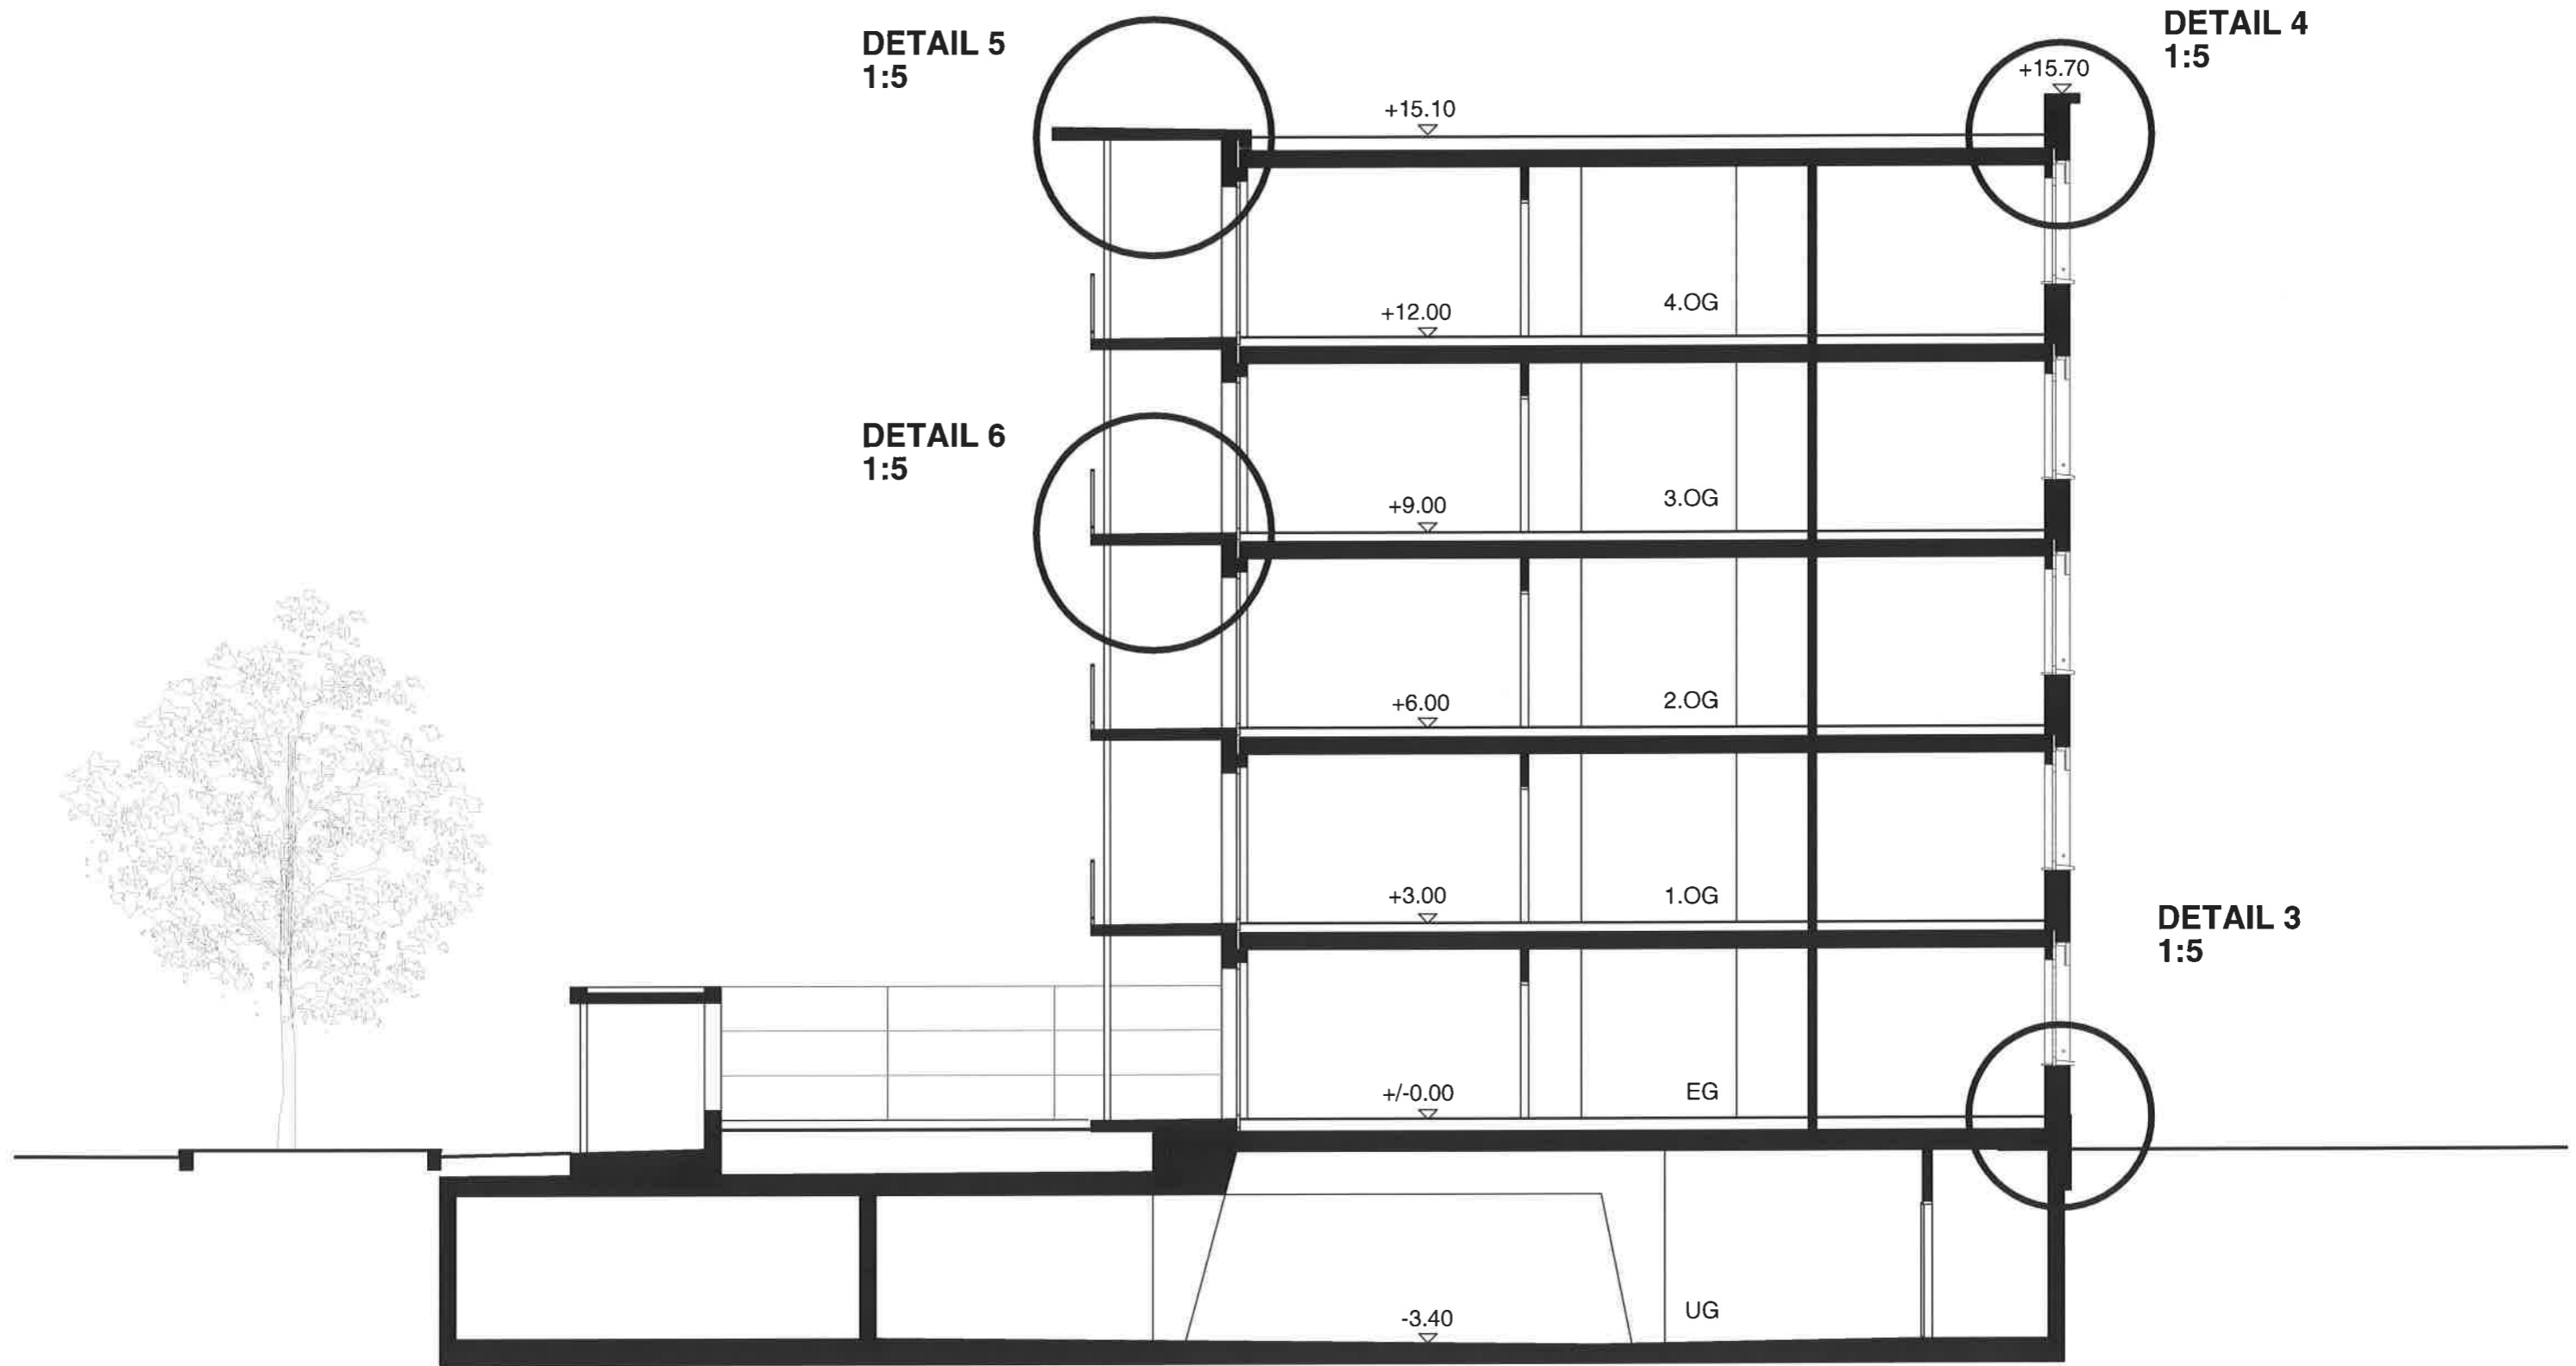 DETAIL 5
1:5
DETAIL 4
1:5
+15.70
+15.10
4.OG
+12.00
DETAIL 6
1:5
3.OG
+9.00
2.OG
+6.00
1.OG
+3.00
DETAIL 3
1:5
EG
+/-0.00
UG
-3.40